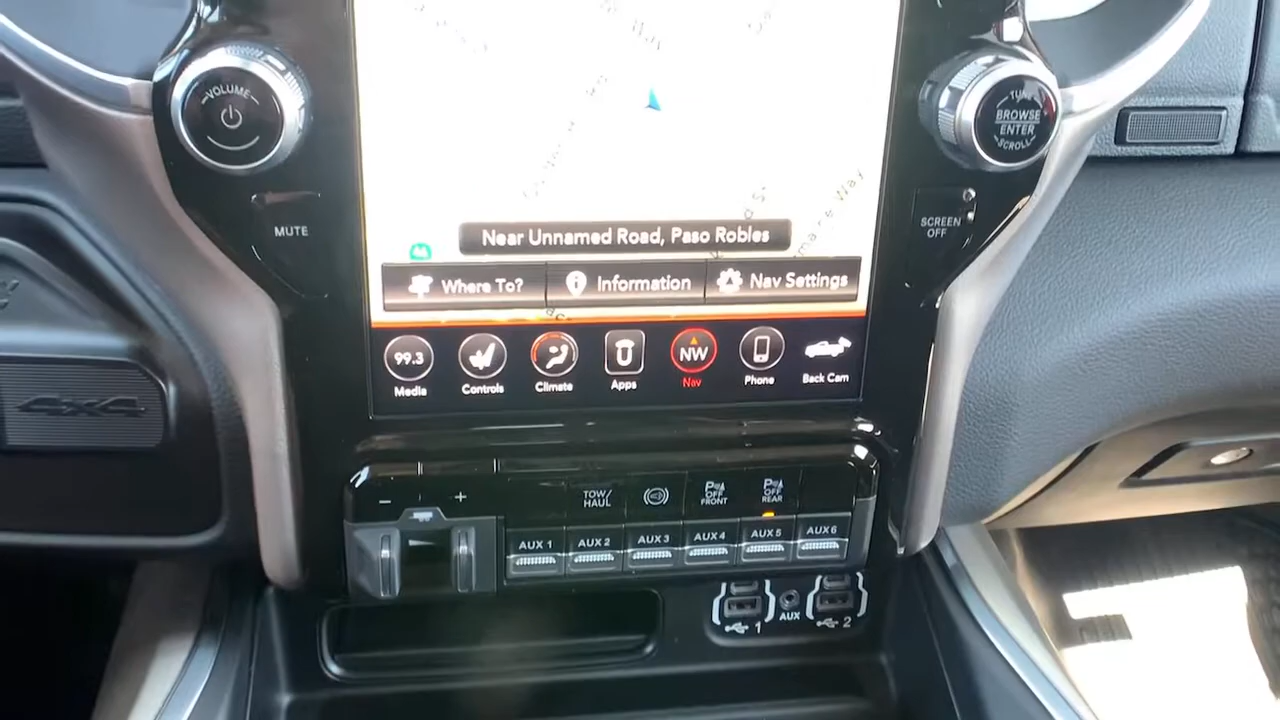 VOLUME
MUTE
TUNE
BROWSE
ENTER
SCROLL
SCREEN
OFF
Near Unnamed Road, Paso Robles
Where To?
Information
Nav Settings
99.3
NW
Media
Controls
Climate
Apps
Nav
Phone
Back Cam
4x4
- +
TOW/
HAUL
P
OFF
FRONT
P
OFF
REAR
AUX 1
AUX 2
AUX 3
AUX 4
AUX 5
AUX 6
1
AUX
2